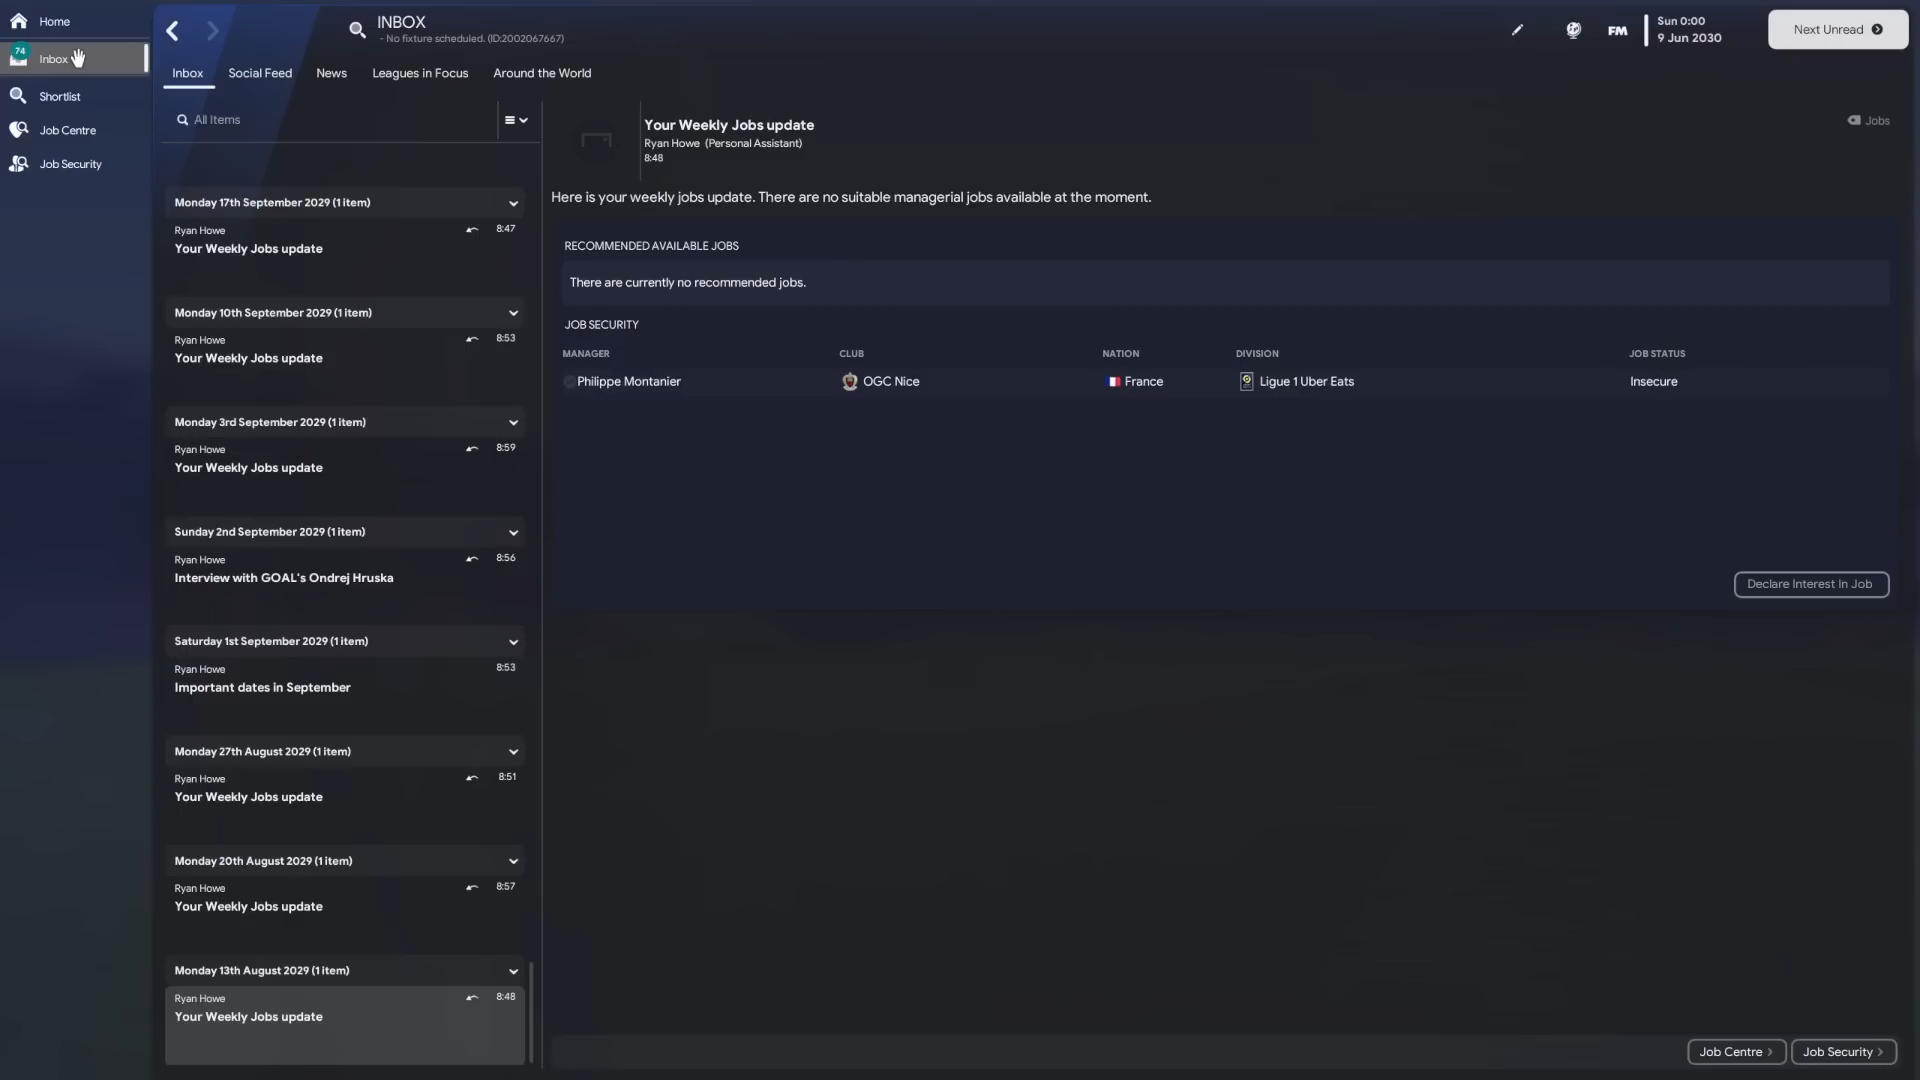 Home
74
Inbox
Shortlist
Job Centre
Job Security
INBOX
- No fixture scheduled. (ID:2002067667)
FM
Sun 0:00
9 Jun 2030
Next Unread
Inbox
Social Feed
News
Leagues in Focus
Around the World
All Items
Monday 17th September 2029 (1 item)
Ryan Howe
8:47
Your Weekly Jobs update
Monday 10th September 2029 (1 item)
Ryan Howe
8:53
Your Weekly Jobs update
Monday 3rd September 2029 (1 item)
Ryan Howe
8:59
Your Weekly Jobs update
Sunday 2nd September 2029 (1 item)
Ryan Howe
8:56
Interview with GOAL's Ondrej Hruska
Saturday 1st September 2029 (1 item)
Ryan Howe
8:53
Important dates in September
Monday 27th August 2029 (1 item)
Ryan Howe
8:51
Your Weekly Jobs update
Monday 20th August 2029 (1 item)
Ryan Howe
8:57
Your Weekly Jobs update
Monday 13th August 2029 (1 item)
Ryan Howe
8:48
Your Weekly Jobs update
Your Weekly Jobs update
Ryan Howe (Personal Assistant)
8:48
Jobs
Here is your weekly jobs update. There are no suitable managerial jobs available at the moment.
RECOMMENDED AVAILABLE JOBS
There are currently no recommended jobs.
JOB SECURITY
MANAGER CLUB NATION DIVISION JOB STATUS
Philippe Montanier OGC Nice France Ligue 1 Uber Eats Insecure
Declare Interest In Job
Job Centre
Job Security